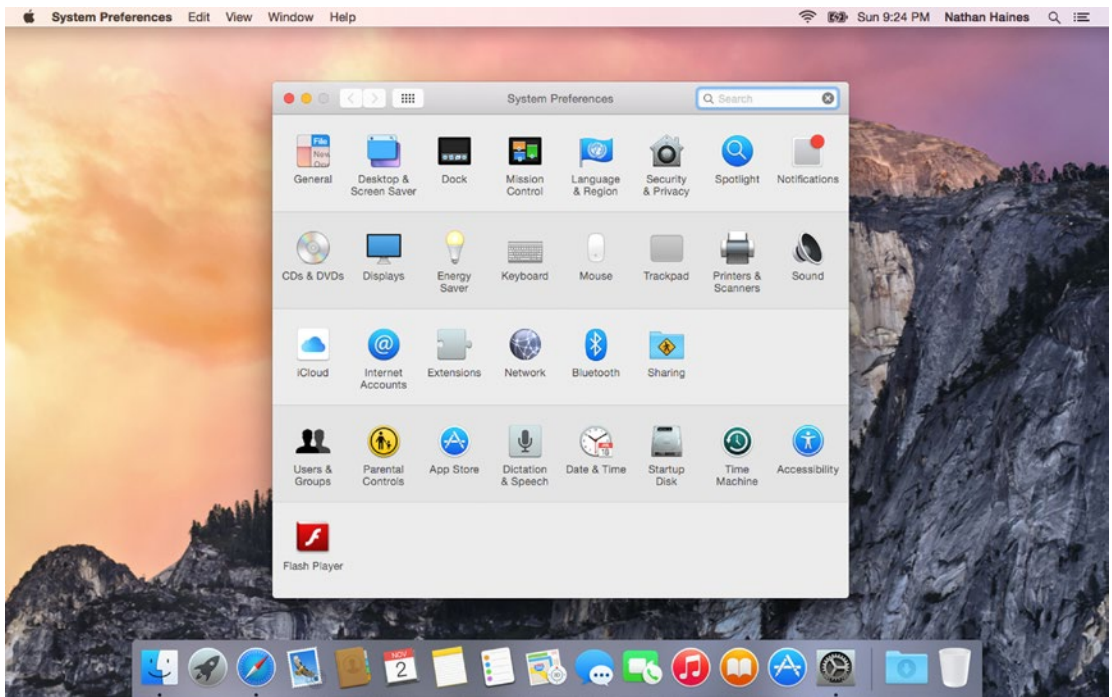 System Preferences Edit View Window Help Sun 9:24 PM Nathan Haines
System Preferences Search
File
New
General
Desktop &
Screen Saver
Dock
Mission
Control
Language
& Region
Security
& Privacy
Spotlight
Notifications
CDs & DVDs
Displays
Energy
Saver
Keyboard
Mouse
Trackpad
Printers &
Scanners
Sound
iCloud
Internet
Accounts
Extensions
Network
Bluetooth
Sharing
Users &
Groups
Parental
Controls
App Store
Dictation
& Speech
Date & Time
Startup
Disk
Time
Machine
Accessibility
Flash Player
NOV
2